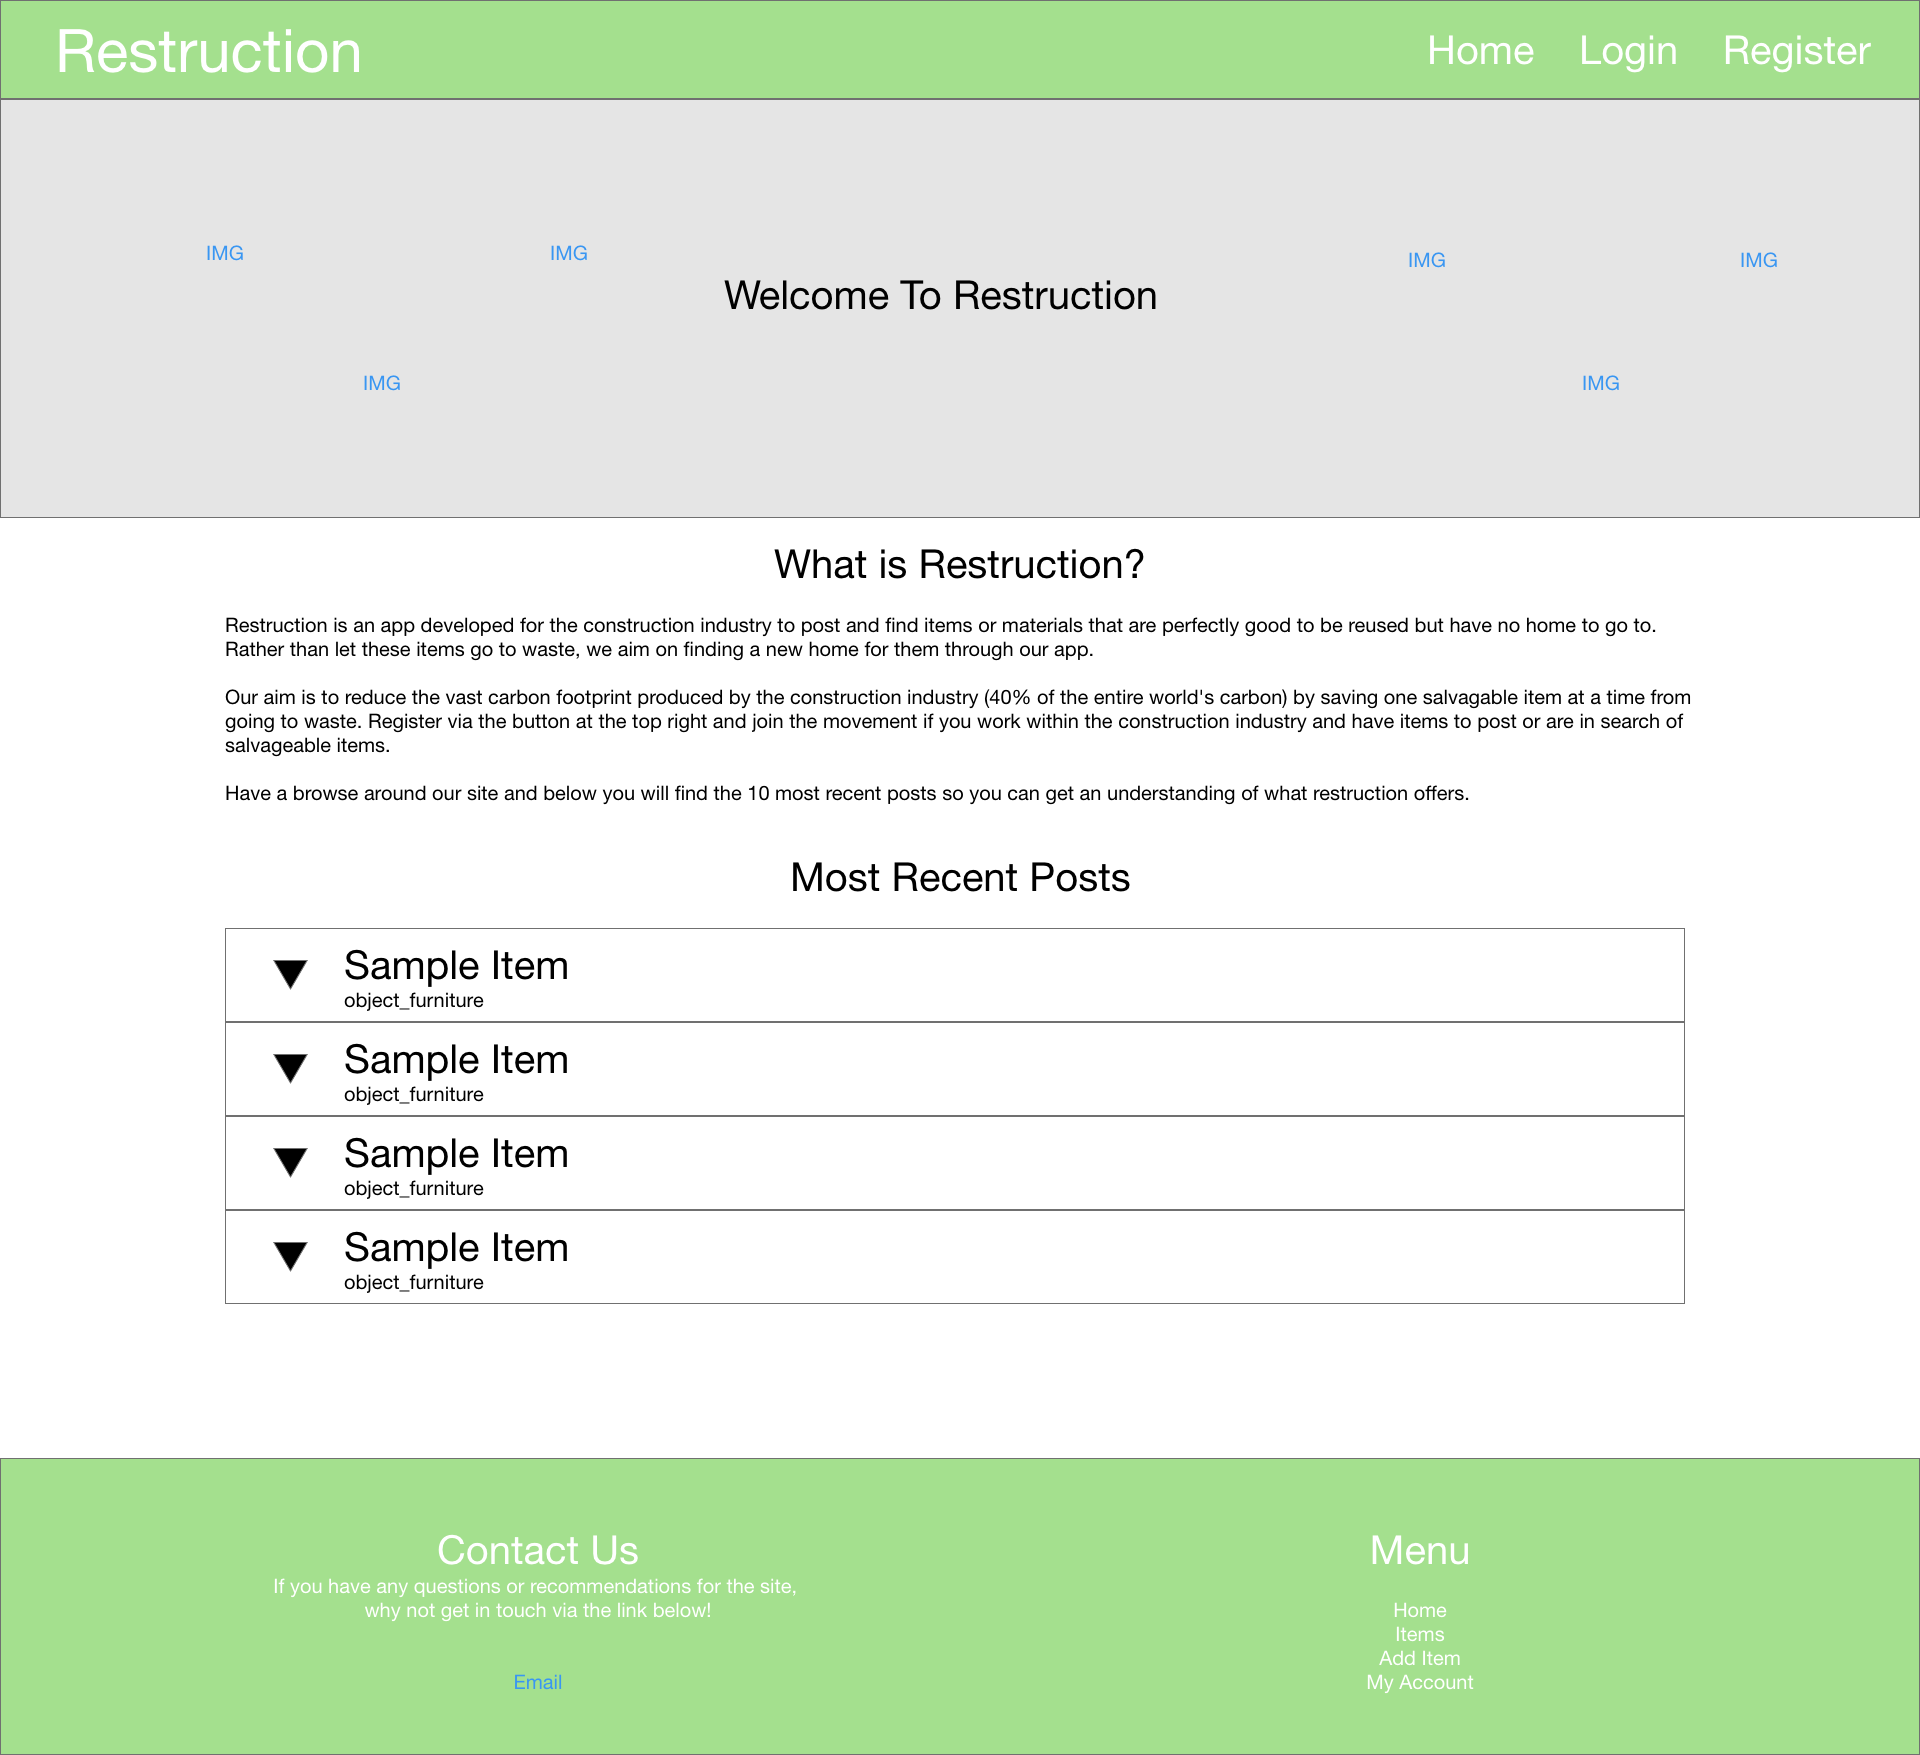 Restruction
Home Login Register
IMG IMG IMG IMG
Welcome To Restruction
IMG IMG
What is Restruction?
Restruction is an app developed for the construction industry to post and find items or materials that are perfectly good to be reused but have no home to go to.
Rather than let these items go to waste, we aim on finding a new home for them through our app.
Our aim is to reduce the vast carbon footprint produced by the construction industry (40% of the entire world's carbon) by saving one salvagable item at a time from
going to waste. Register via the button at the top right and join the movement if you work within the construction industry and have items to post or are in search of
salvageable items.
Have a browse around our site and below you will find the 10 most recent posts so you can get an understanding of what restruction offers.
Most Recent Posts
Sample Item
object_furniture
Sample Item
object_furniture
Sample Item
object_furniture
Sample Item
object_furniture
Contact Us
If you have any questions or recommendations for the site,
why not get in touch via the link below!
Email
Menu
Home
Items
Add Item
My Account